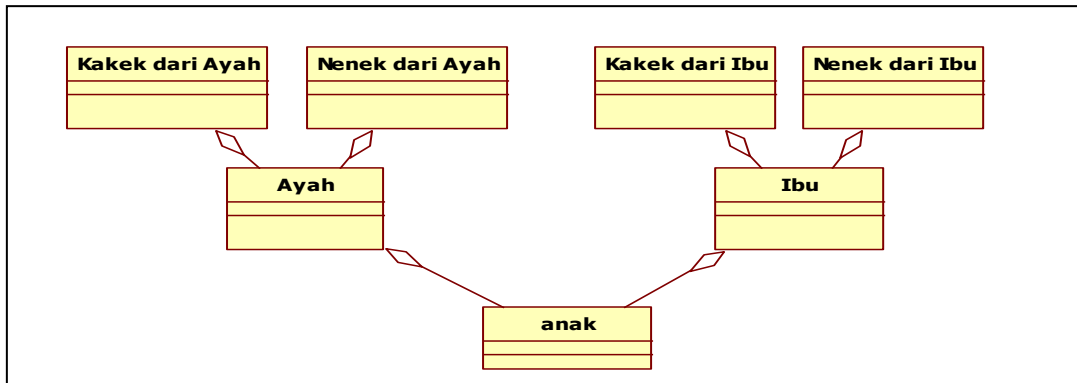 Kakek dari Ayah
Nenek dari Ayah
Kakek dari Ibu
Nenek dari Ibu
Ayah
Ibu
anak